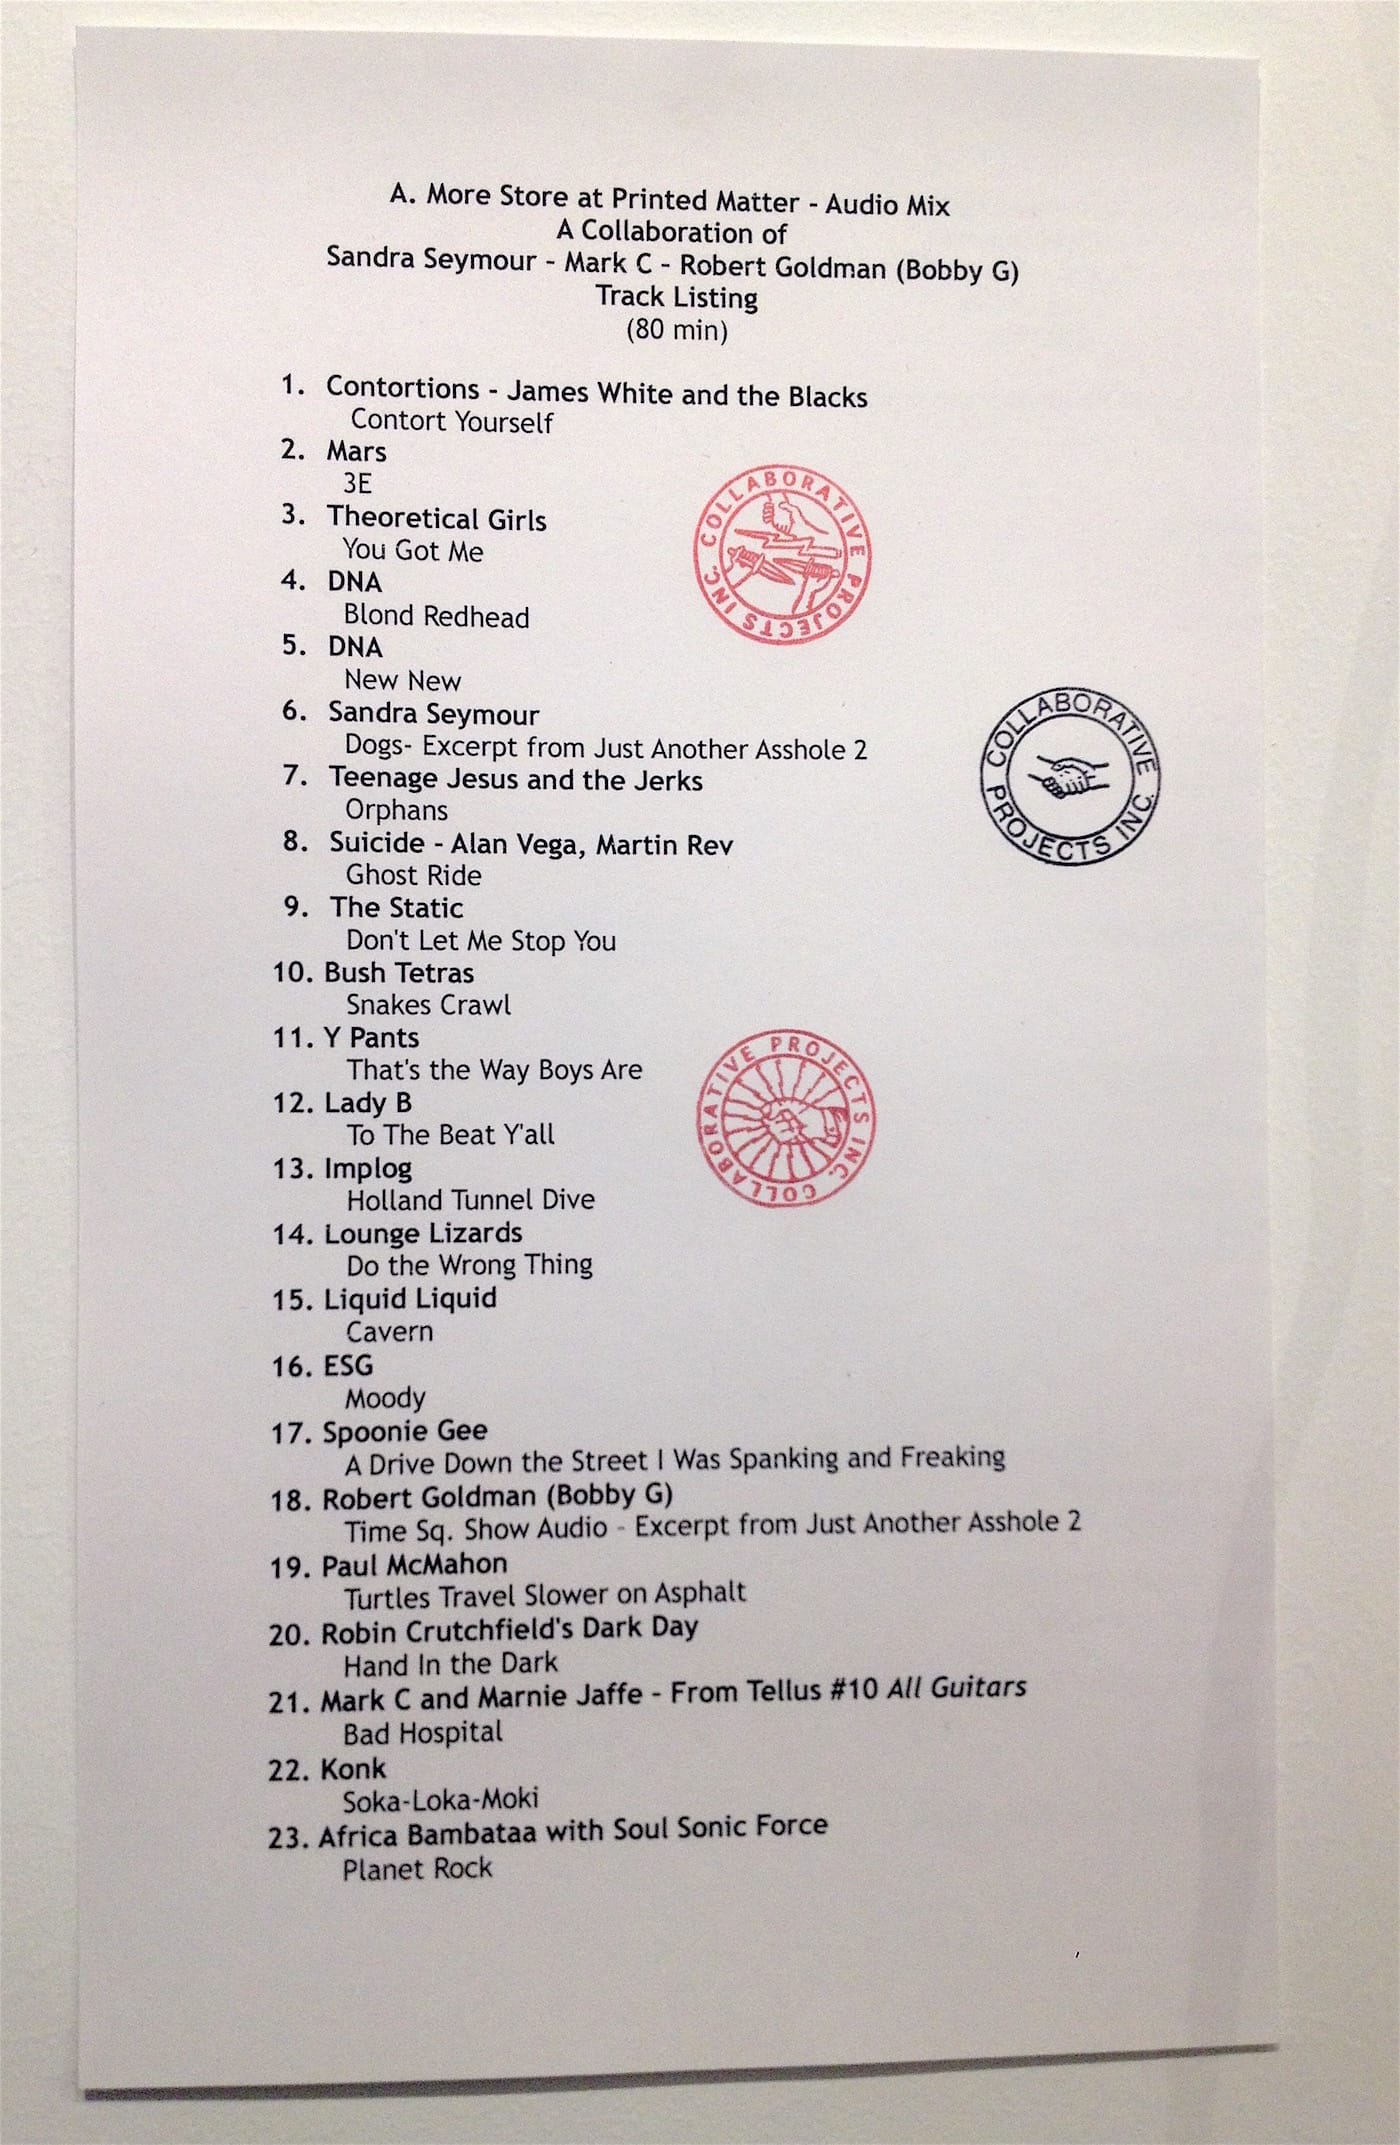 A. More Store at Printed Matter - Audio Mix
A Collaboration of
Sandra Seymour - Mark C - Robert Goldman (Bobby G)
Track Listing
(80 min)
1. Contortions - James White and the Blacks
Contort Yourself
2. Mars
3E
3. Theoretical Girls
You Got Me
COLLABORATIVE PROJECTS INC.
4. DNA
Blond Redhead
5. DNA
New New
6. Sandra Seymour
Dogs- Excerpt from Just Another Asshole 2
COLLABORATIVE PROJECTS INC.
7. Teenage Jesus and the Jerks
Orphans
8. Suicide - Alan Vega, Martin Rev
Ghost Ride
9. The Static
Don't Let Me Stop You
10. Bush Tetras
Snakes Crawl
11. Y Pants
That's the Way Boys Are
COLLABORATIVE PROJECTS INC.
12. Lady B
To The Beat Y'all
13. Implog
Holland Tunnel Dive
14. Lounge Lizards
Do the Wrong Thing
15. Liquid Liquid
Cavern
16. ESG
Moody
17. Spoonie Gee
A Drive Down the Street I Was Spanking and Freaking
18. Robert Goldman (Bobby G)
Time Sq. Show Audio - Excerpt from Just Another Asshole 2
19. Paul McMahon
Turtles Travel Slower on Asphalt
20. Robin Crutchfield's Dark Day
Hand In the Dark
21. Mark C and Marnie Jaffe - From Tellus #10 All Guitars
Bad Hospital
22. Konk
Soka-Loka-Moki
23. Africa Bambataa with Soul Sonic Force
Planet Rock